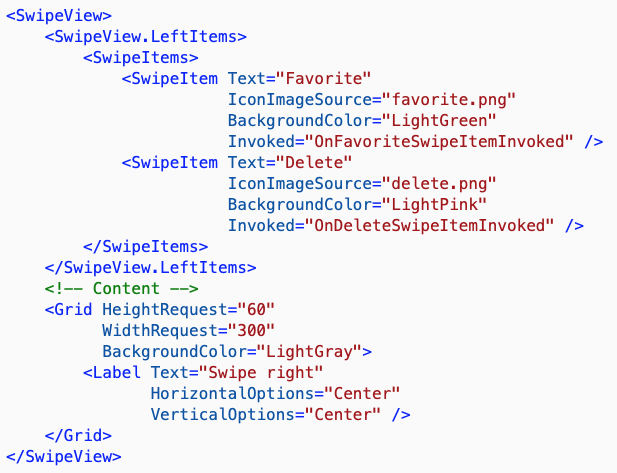 <SwipeView>
    <SwipeView.LeftItems>
        <SwipeItems>
            <SwipeItem Text="Favorite"
                       IconImageSource="favorite.png"
                       BackgroundColor="LightGreen"
                       Invoked="OnFavoriteSwipeItemInvoked" />
            <SwipeItem Text="Delete"
                       IconImageSource="delete.png"
                       BackgroundColor="LightPink"
                       Invoked="OnDeleteSwipeItemInvoked" />
        </SwipeItems>
    </SwipeView.LeftItems>
    <!-- Content -->
    <Grid HeightRequest="60"
          WidthRequest="300"
          BackgroundColor="LightGray">
        <Label Text="Swipe right"
               HorizontalOptions="Center"
               VerticalOptions="Center" />
    </Grid>
</SwipeView>